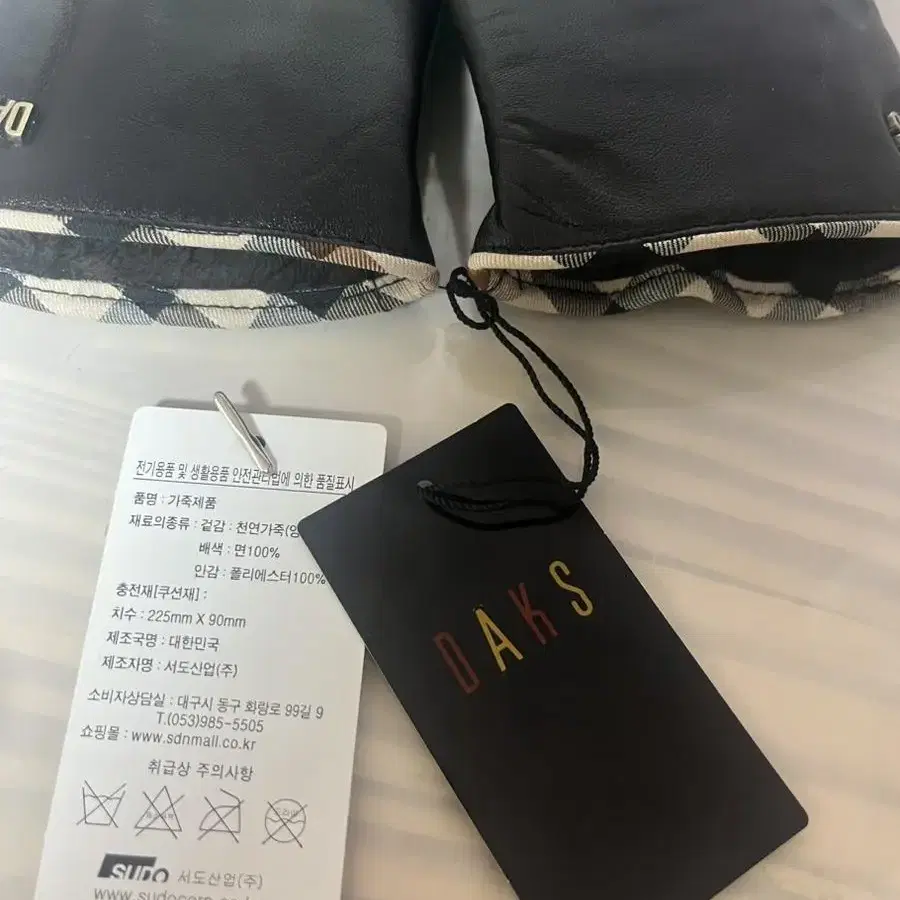 DA
전기용품 및 생활용품 안전관리법에 의한 품질표시
품명 : 가죽제품
재료의종류 : 겉감 : 천연가죽(양
배색 : 면100%
안감 : 폴리에스터100%
충전재[쿠션재] :
치수 : 225mm X 90mm
제조국명 : 대한민국
제조자명 : 서도산업(주)
소비자상담실 : 대구시 동구 화랑로 99길 9
T.(053)985-5505
쇼핑몰 : www.sdnmall.co.kr
취급상 주의사항
드라이
SUDO 서도산업(주)
DAKS